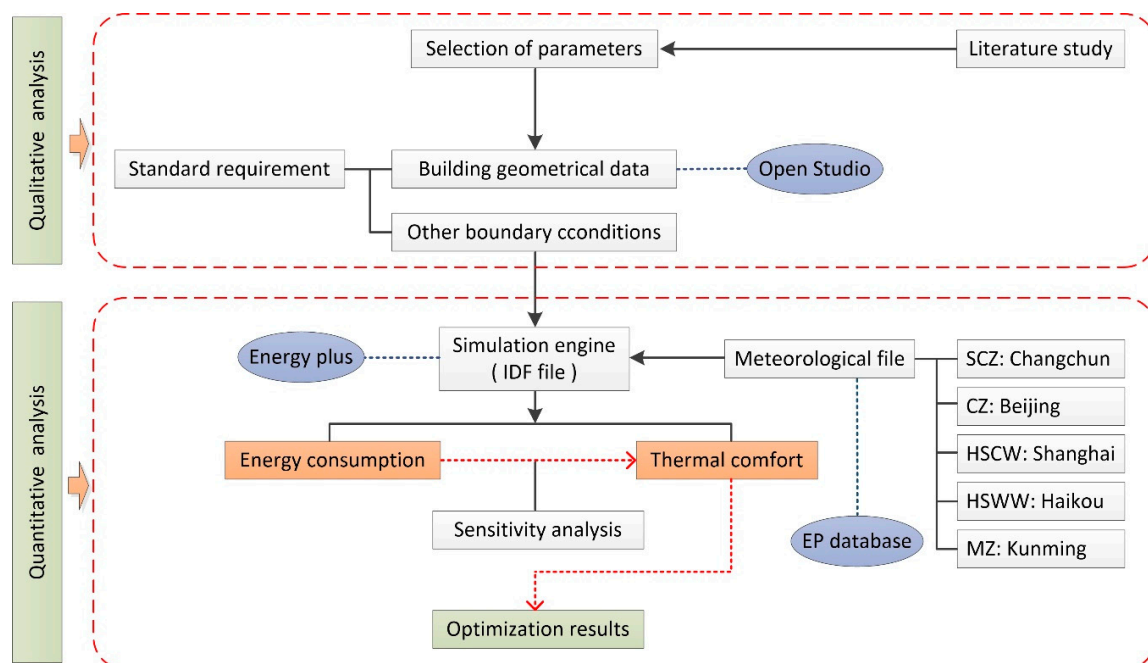 Qualitative analysis
Selection of parameters
Literature study
Standard requirement
Building geometrical data
Open Studio
Other boundary cconditions
Quantitative analysis
Energy plus
Simulation engine
( IDF file )
Meteorological file
SCZ: Changchun
CZ: Beijing
HSCW: Shanghai
HSWW: Haikou
MZ: Kunming
Energy consumption
Thermal comfort
Sensitivity analysis
EP database
Optimization results